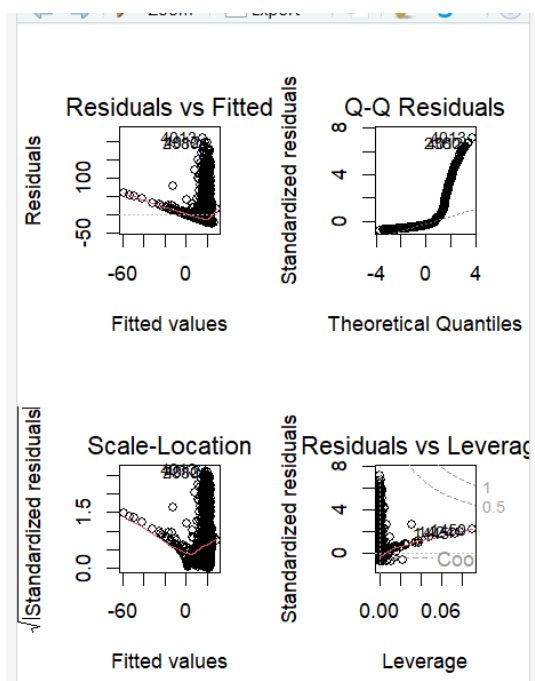 Residuals vs Fitted
Residuals
-50
100
-60
0
Fitted values
Q-Q Residuals
Standardized residuals
0
4
8
-4
0
4
Theoretical Quantiles
Scale-Location
√|Standardized residuals|
0.0
1.5
-60
0
Fitted values
Residuals vs Leverag
Standardized residuals
0
4
8
1
0.5
Coo
0.00
0.06
Leverage